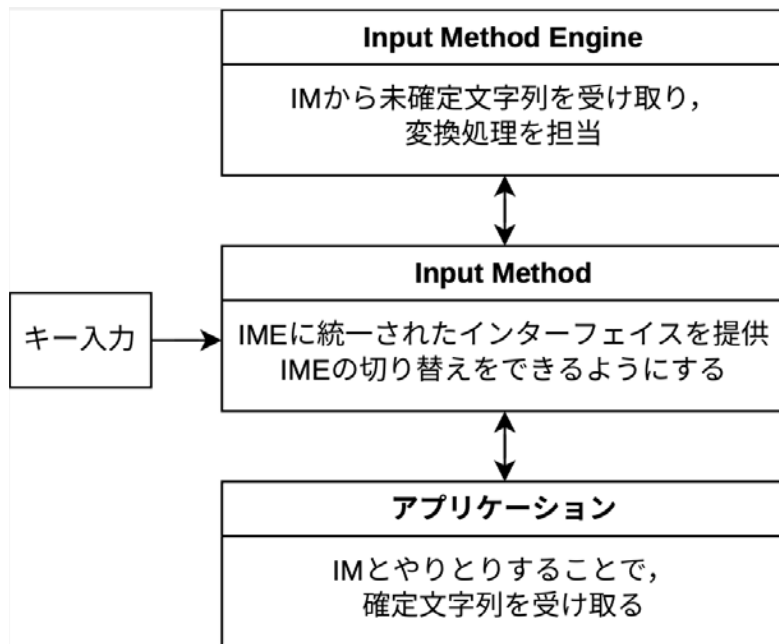 Input Method Engine
IMから未確定文字列を受け取り，
変換処理を担当
Input Method
キー入力
IMEに統一されたインターフェイスを提供
IMEの切り替えをできるようにする
アプリケーション
IMとやりとりすることで，
確定文字列を受け取る